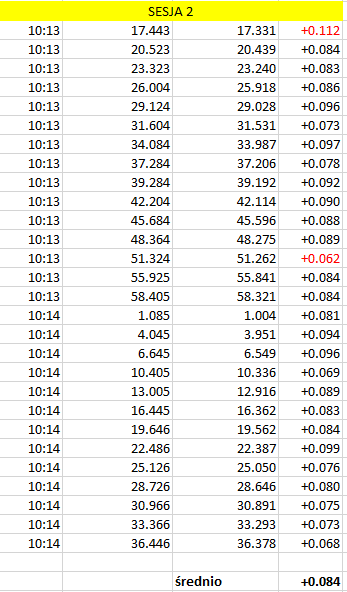 SESJA 2
10:13 17.443 17.331 +0.112
10:13 20.523 20.439 +0.084
10:13 23.323 23.240 +0.083
10:13 26.004 25.918 +0.086
10:13 29.124 29.028 +0.096
10:13 31.604 31.531 +0.073
10:13 34.084 33.987 +0.097
10:13 37.284 37.206 +0.078
10:13 39.284 39.192 +0.092
10:13 42.204 42.114 +0.090
10:13 45.684 45.596 +0.088
10:13 48.364 48.275 +0.089
10:13 51.324 51.262 +0.062
10:13 55.925 55.841 +0.084
10:13 58.405 58.321 +0.084
10:14 1.085 1.004 +0.081
10:14 4.045 3.951 +0.094
10:14 6.645 6.549 +0.096
10:14 10.405 10.336 +0.069
10:14 13.005 12.916 +0.089
10:14 16.445 16.362 +0.083
10:14 19.646 19.562 +0.084
10:14 22.486 22.387 +0.099
10:14 25.126 25.050 +0.076
10:14 28.726 28.646 +0.080
10:14 30.966 30.891 +0.075
10:14 33.366 33.293 +0.073
10:14 36.446 36.378 +0.068
średnio +0.084